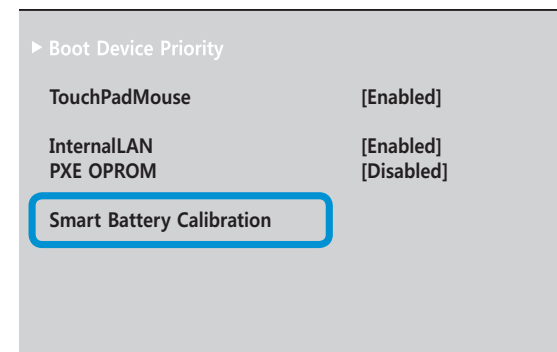 ▶ Boot Device Priority
TouchPadMouse [Enabled]
InternalLAN [Enabled]
PXE OPROM [Disabled]
Smart Battery Calibration